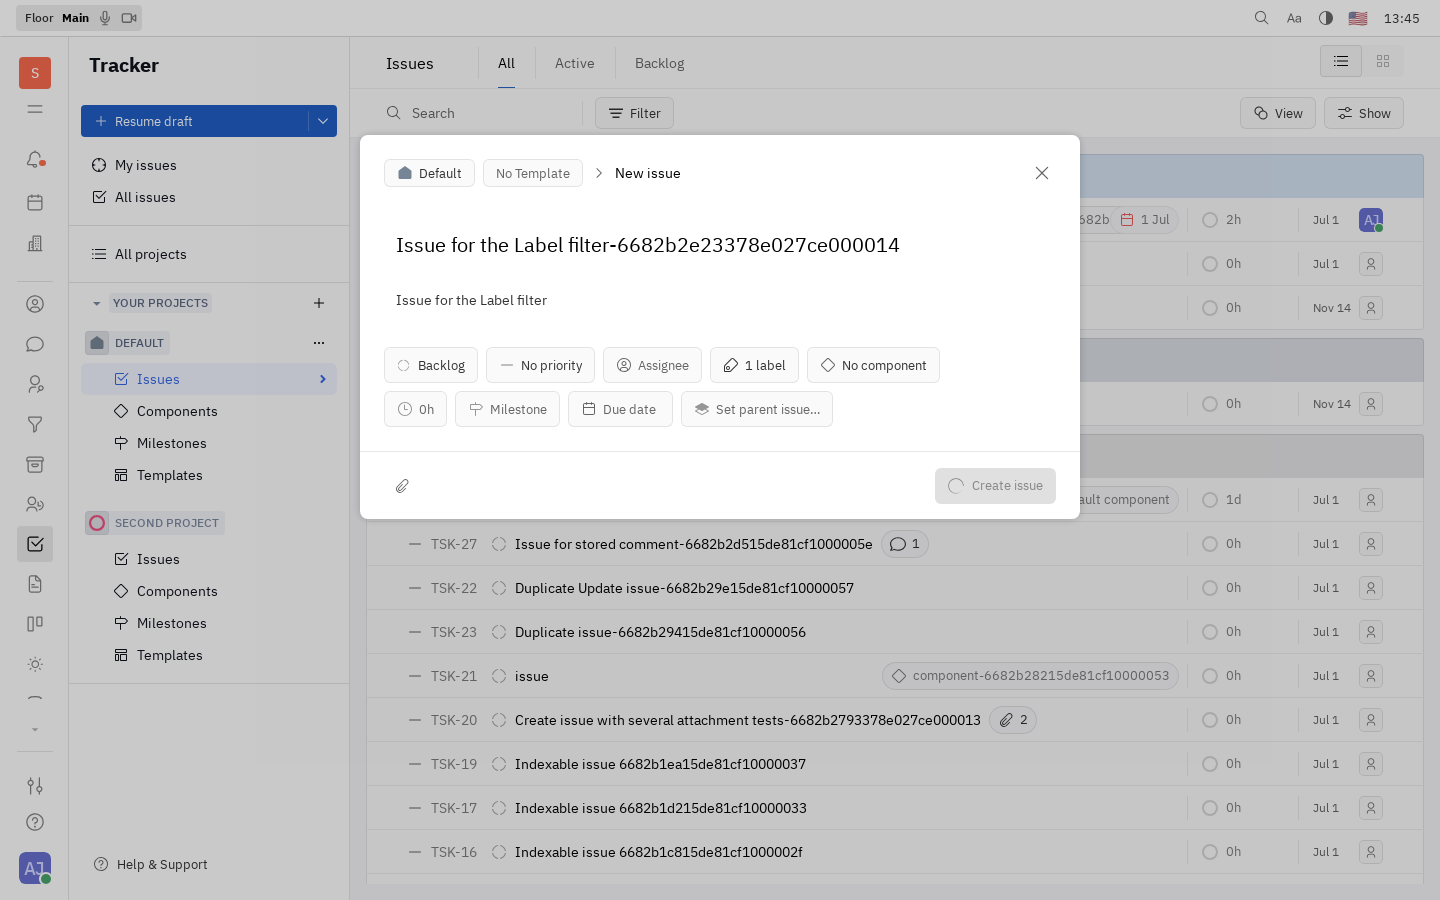 Floor Main
Aa
13:45
S
Tracker
Issues
All
Active
Backlog
Resume draft
Search
Filter
View
Show
My issues
All issues
All projects
YOUR PROJECTS
DEFAULT
Issues
Components
Milestones
Templates
SECOND PROJECT
Issues
Components
Milestones
Templates
Help & Support
AJ
Default
No Template
New issue
Issue for the Label filter-6682b2e23378e027ce000014
Issue for the Label filter
Backlog
No priority
Assignee
1 label
No component
0h
Milestone
Due date
Set parent issue...
Create issue
682b
1 Jul
2h
Jul 1
AJ
0h
Jul 1
0h
Nov 14
0h
Nov 14
ault component
1d
Jul 1
TSK-27
Issue for stored comment-6682b2d515de81cf1000005e
1
0h
Jul 1
TSK-22
Duplicate Update issue-6682b29e15de81cf10000057
0h
Jul 1
TSK-23
Duplicate issue-6682b29415de81cf10000056
0h
Jul 1
TSK-21
issue
component-6682b28215de81cf10000053
0h
Jul 1
TSK-20
Create issue with several attachment tests-6682b2793378e027ce000013
2
0h
Jul 1
TSK-19
Indexable issue 6682b1ea15de81cf10000037
0h
Jul 1
TSK-17
Indexable issue 6682b1d215de81cf10000033
0h
Jul 1
TSK-16
Indexable issue 6682b1c815de81cf1000002f
0h
Jul 1